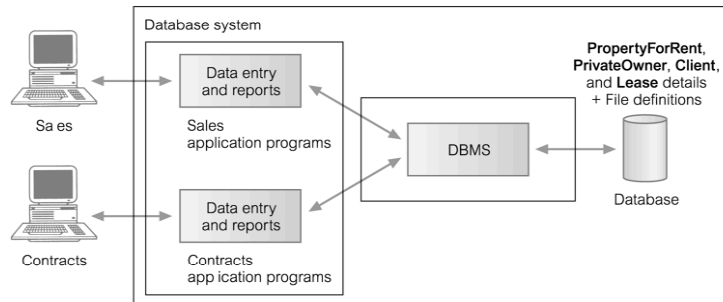 Database system
Data entry
and reports
Sales
application programs
Sa es
Data entry
and reports
Contracts
app ication programs
Contracts
DBMS
PropertyForRent,
PrivateOwner, Client,
and Lease details
+ File definitions
Database